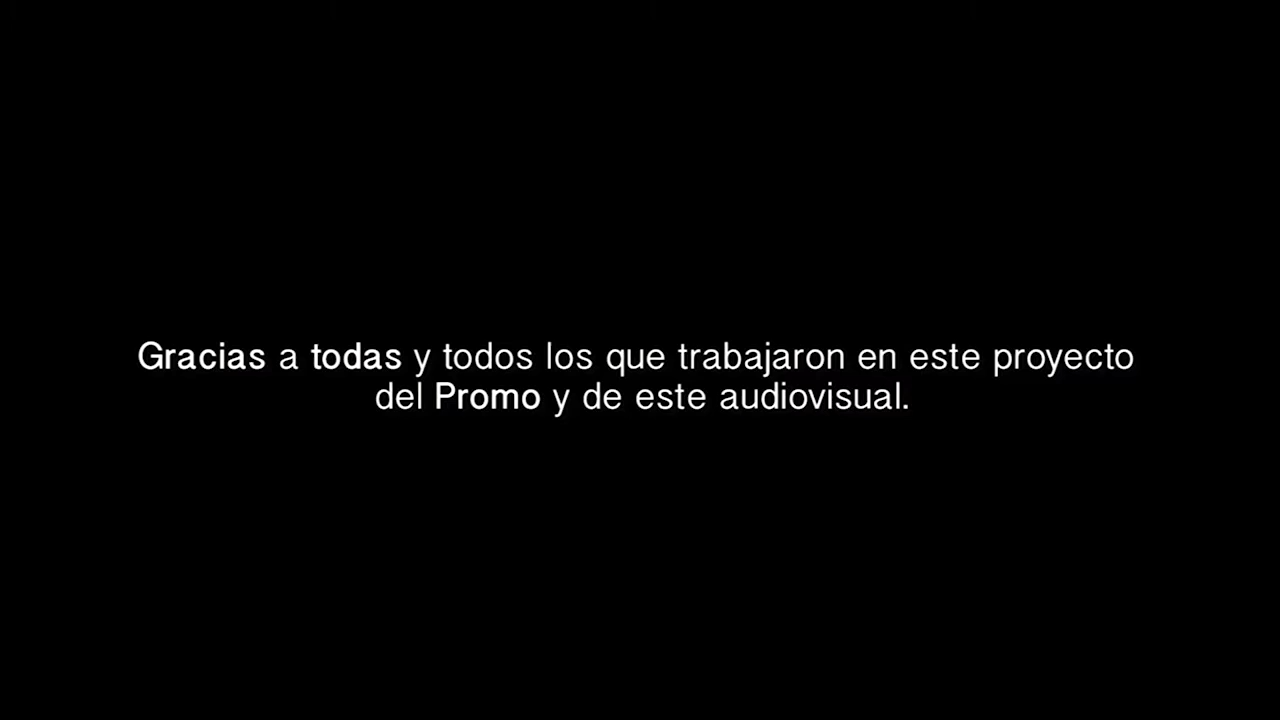 Gracias a todas y todos los que trabajaron en este proyecto
del Promo y de este audiovisual.